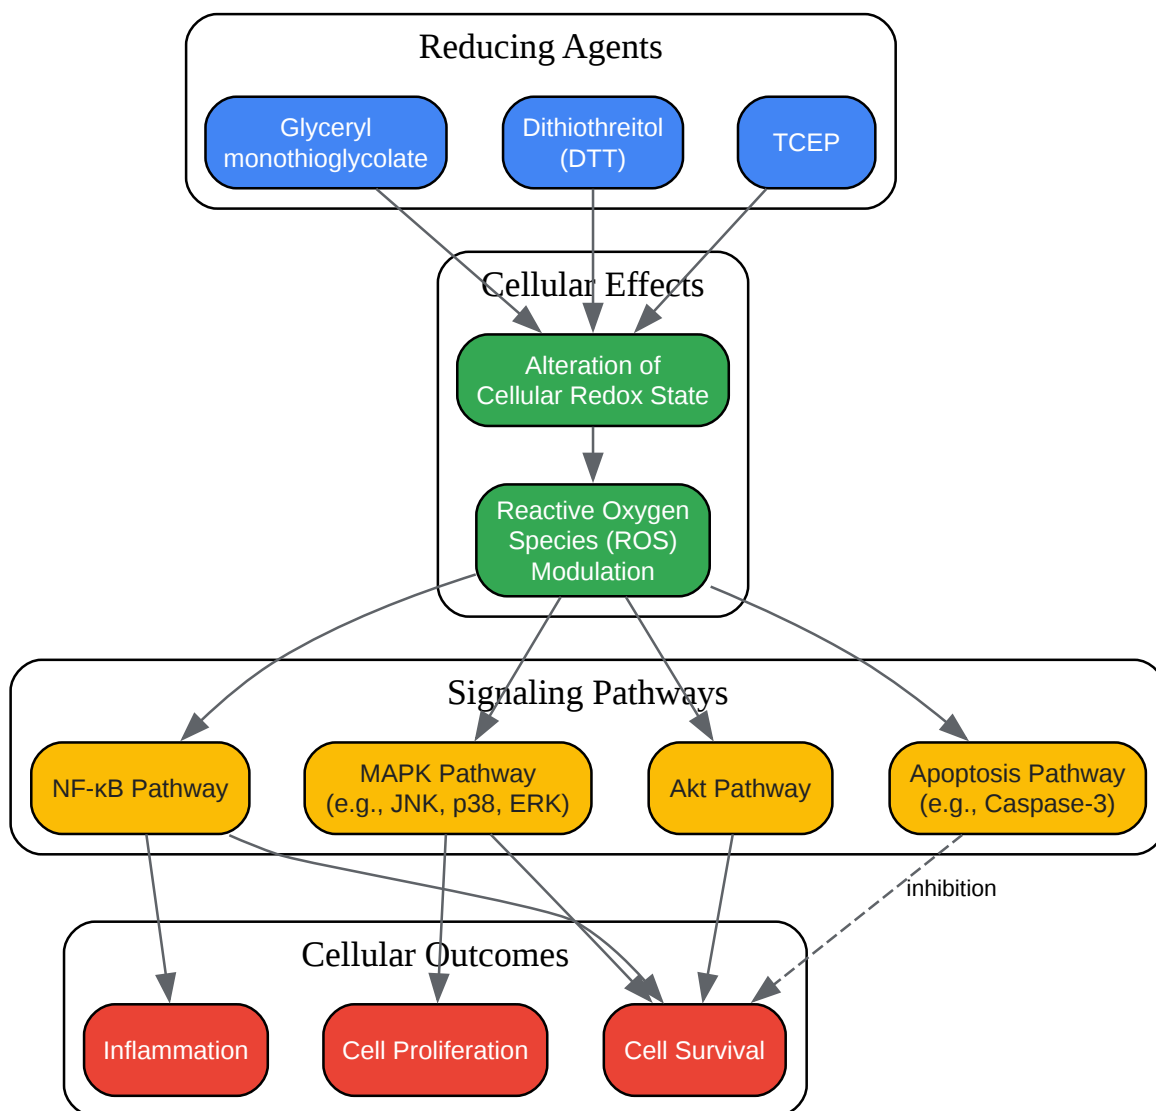 Reducing Agents
Glyceryl
monothioglycolate
Dithiothreitol
(DTT)
TCEP
Cellular Effects
Alteration of
Cellular Redox State
Reactive Oxygen
Species (ROS)
Modulation
Signaling Pathways
NF-κB Pathway
MAPK Pathway
(e.g., JNK, p38, ERK)
Akt Pathway
Apoptosis Pathway
(e.g., Caspase-3)
inhibition
Cellular Outcomes
Inflammation
Cell Proliferation
Cell Survival